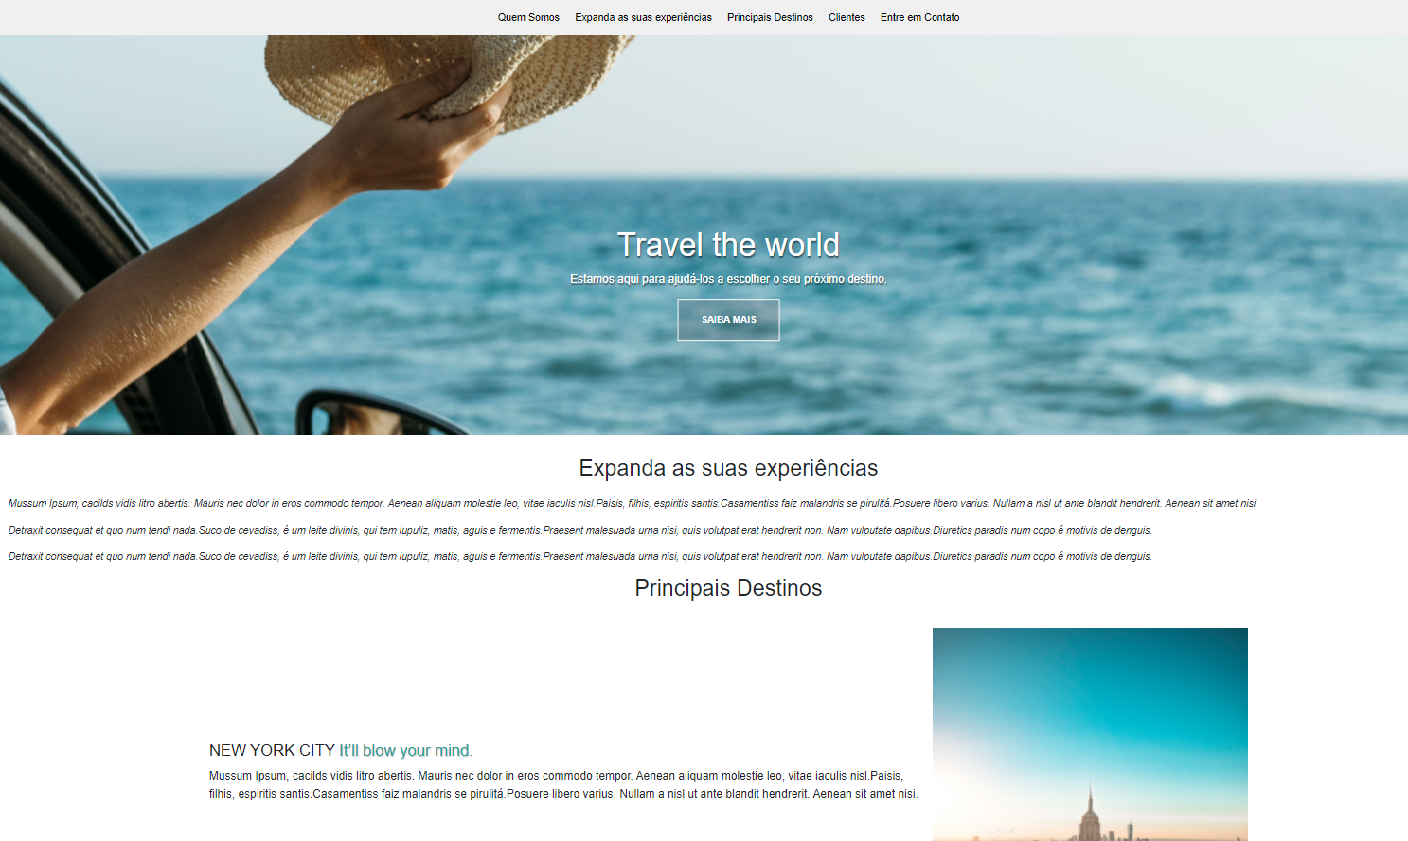 Quem Somos Expanda as suas experiências Principais Destinos Clientes Entre em Contato
Travel the world
Estamos aqui para ajudá-los a escolher o seu próximo destino.
SAIBA MAIS
Expanda as suas experiências
Mussum Ipsum, cacilds vidis litro abertis. Mauris nec dolor in eros commodo tempor. Aenean aliquam molestie leo, vitae iaculis nisl.Paisis, filhis, espiritis santis.Casamentiss faiz malandris se pirulitá.Posuere libero varius. Nullam a nisl ut ante blandit hendrerit. Aenean sit amet nisi
Detraxit consequat et quo num tendi nada.Suco de cevadiss, é um leite divinis, qui tem lupuliz, matis, aguis e fermentis.Praesent malesuada urna nisi, quis volutpat erat hendrerit non. Nam vulputate dapibus.Diuretics paradis num copo é motivis de denguis.
Detraxit consequat et quo num tendi nada.Suco de cevadiss, é um leite divinis, qui tem lupuliz, matis, aguis e fermentis.Praesent malesuada urna nisi, quis volutpat erat hendrerit non. Nam vulputate dapibus.Diuretics paradis num copo é motivis de denguis.
Principais Destinos
NEW YORK CITY It'll blow your mind.
Mussum Ipsum, cacilds vidis litro abertis. Mauris nec dolor in eros commodo tempor. Aenean aliquam molestie leo, vitae iaculis nisl.Paisis,
filhis, espiritis santis.Casamentiss faiz malandris se pirulitá.Posuere libero varius. Nullam a nisl ut ante blandit hendrerit. Aenean sit amet nisi.